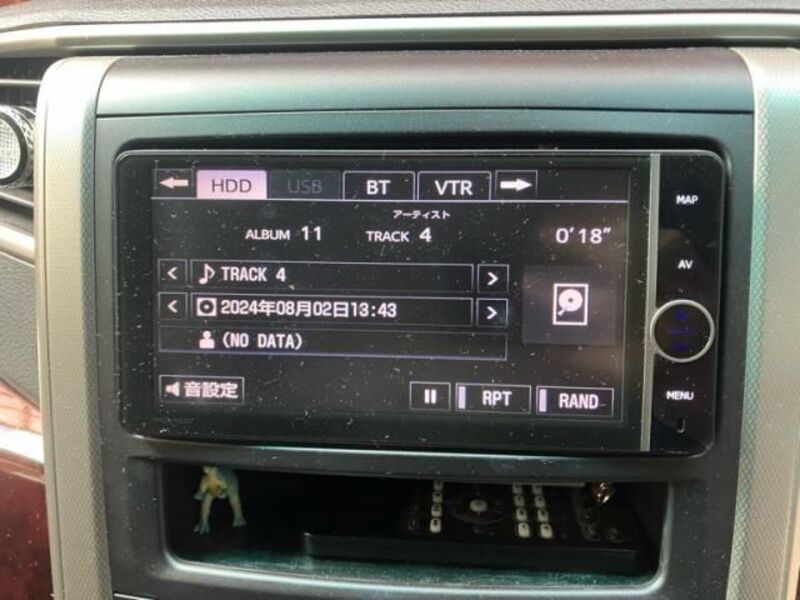 HDD USB BT VTR
MAP
アーティスト
ALBUM 11 TRACK 4 0'18"
AV
TRACK 4
2024年08月02日13:43
(NO DATA)
音設定 RPT RAND
MENU